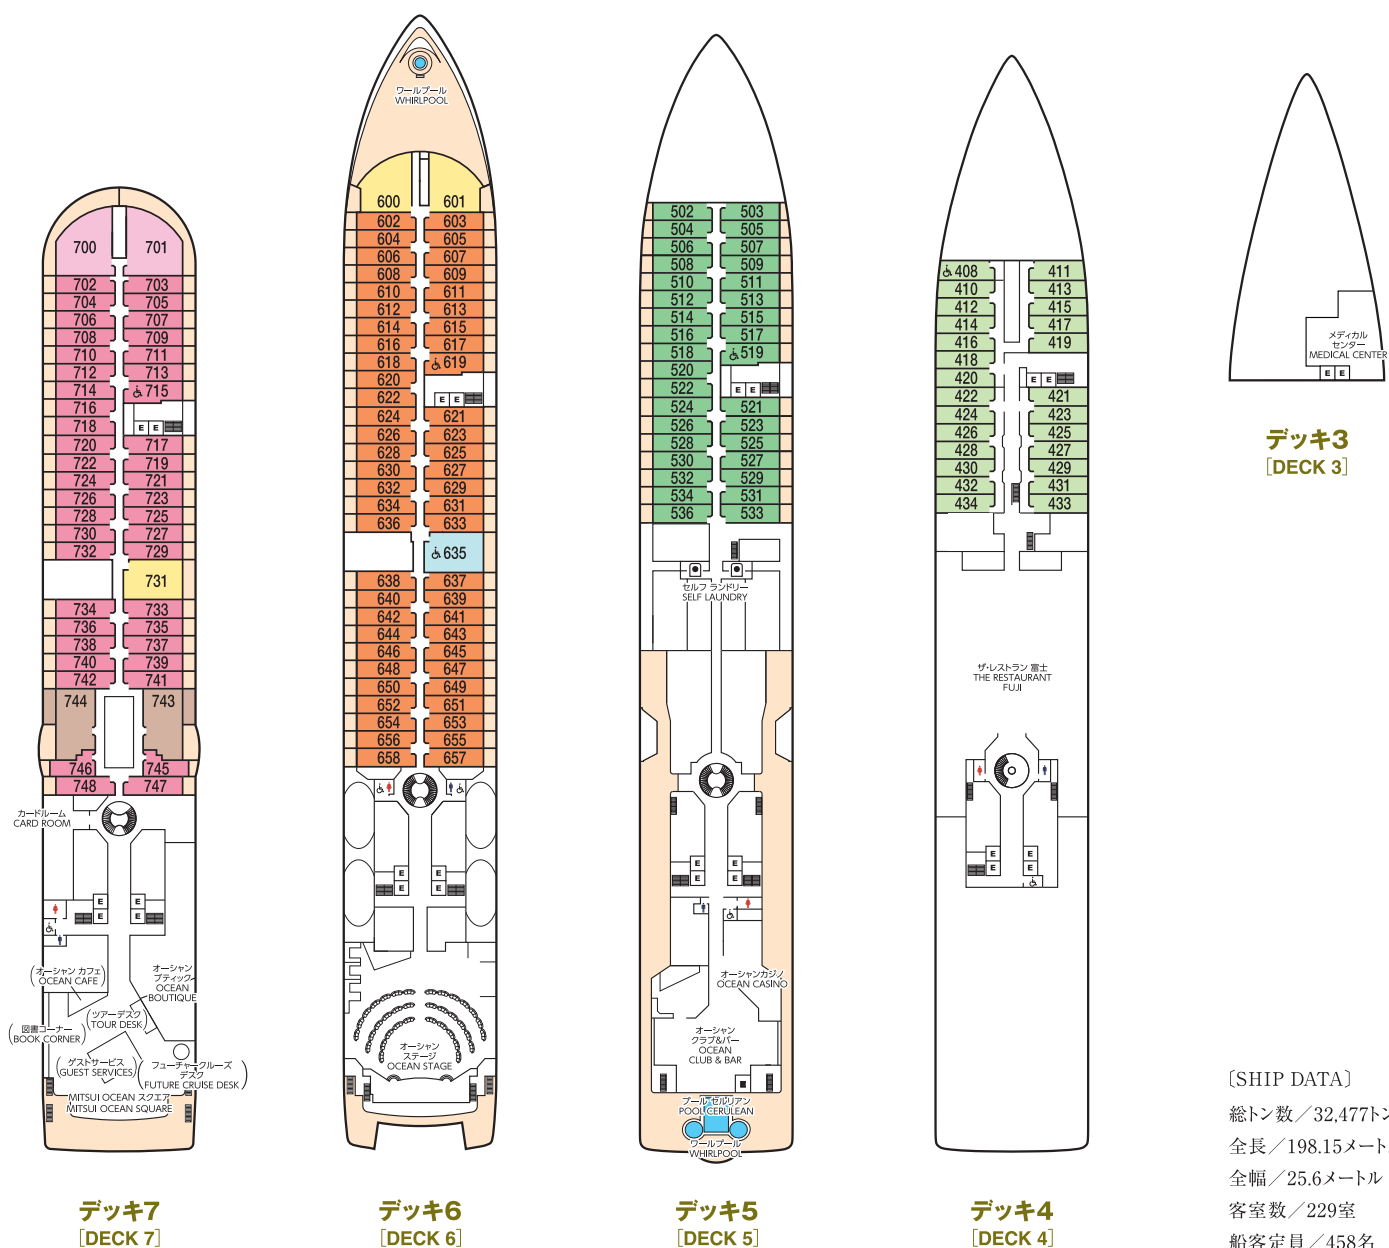 700 701
702 703
704 705
706 707
708 709
710 711
712 713
714 715
716
718
E E
720 717
722 719
724 721
726 723
728 725
730 727
732 729
731
734 733
736 735
738 737
740 739
742 741
744 743
746 745
748 747
カードルーム
CARD ROOM
E E
E E
オーシャン カフェ
OCEAN CAFE
オーシャン
ブティック
OCEAN
BOUTIQUE
ツアーデスク
TOUR DESK
図書コーナー
BOOK CORNER
ゲストサービス
GUEST SERVICES
フューチャークルーズ
デスク
FUTURE CRUISE DESK
MITSUI OCEAN スクエア
MITSUI OCEAN SQUARE
デッキ7
[DECK 7]
ワールプール
WHIRLPOOL
600 601
602 603
604 605
606 607
608 609
610 611
612 613
614 615
616 617
618 619
620
622
E E
624 621
626 623
628 625
630 627
632 629
634 631
636 633
635
638 637
640 639
642 641
644 643
646 645
648 647
650 649
652 651
654 653
656 655
658 657
E E
E E
オーシャン
ステージ
OCEAN STAGE
デッキ6
[DECK 6]
502 503
504 505
506 507
508 509
510 511
512 513
514 515
516 517
518 519
520
522
E E
524 521
526 523
528 525
530 527
532 529
534 531
536 533
セルフ ランドリー
SELF LAUNDRY
E E
E E
オーシャンカジノ
OCEAN CASINO
オーシャン
クラブ&バー
OCEAN
CLUB & BAR
プール セルリアン
POOL CERULEAN
ワールプール
WHIRLPOOL
デッキ5
[DECK 5]
408 411
410 413
412 415
414 417
416 419
418
420
E E
422 421
424 423
426 425
428 427
430 429
432 431
434 433
ザ・レストラン 富士
THE RESTAURANT
FUJI
E E
E E
デッキ4
[DECK 4]
メディカル
センター
MEDICAL CENTER
E E
デッキ3
[DECK 3]
〔SHIP DATA〕
総トン数／32,477トン
全長／198.15メート
全幅／25.6メートル
客室数／229室
船客定員／458名